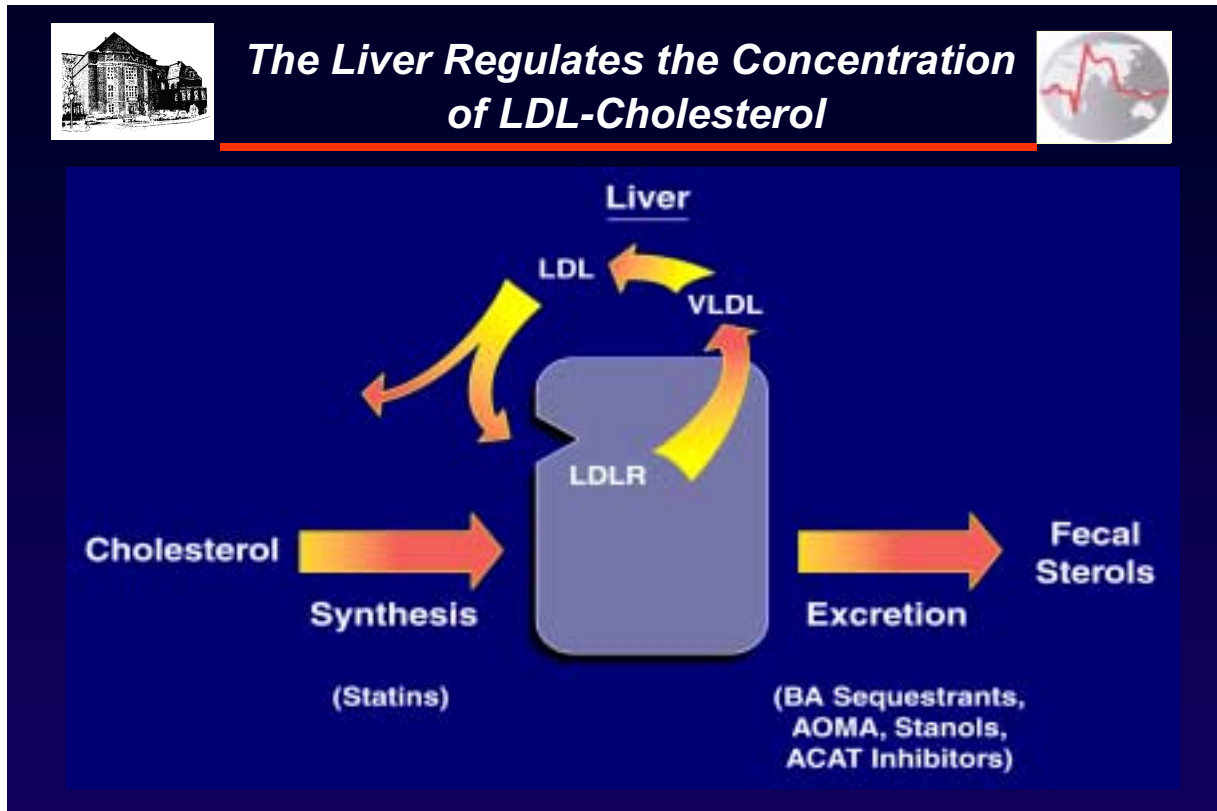 The Liver Regulates the Concentration
of LDL-Cholesterol
Liver
LDL
VLDL
LDLR
Cholesterol
Synthesis
(Statins)
Excretion
(BA Sequestrants,
AOMA, Stanols,
ACAT Inhibitors)
Fecal
Sterols